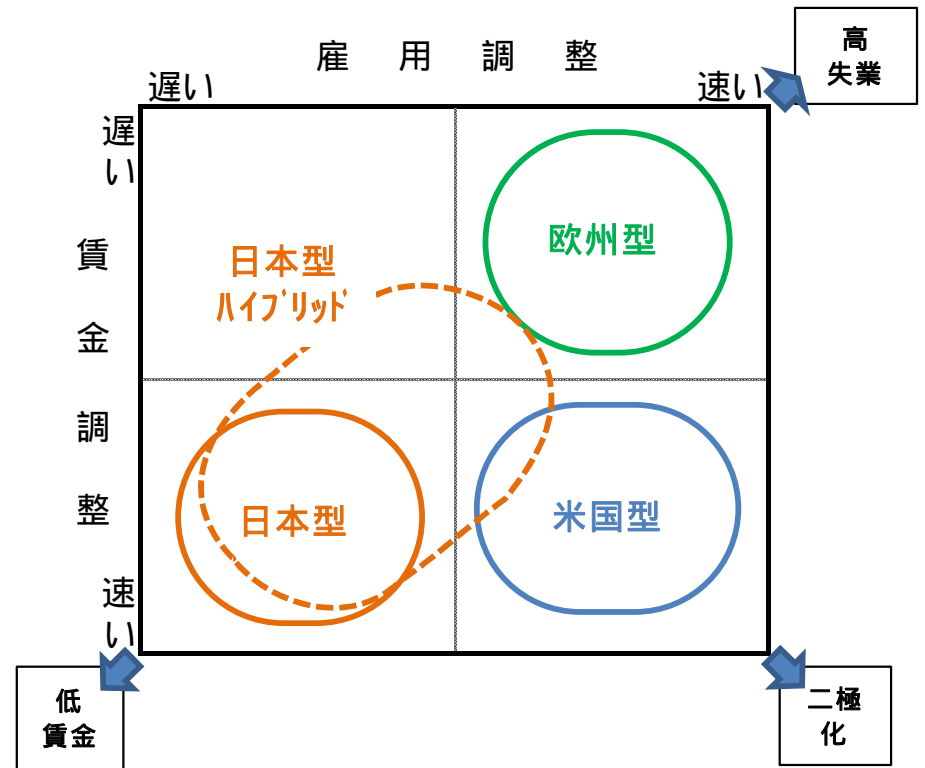 高
失業
雇用調整
遅い
速い
遅い
賃金調整
速い
欧州型
日本型
ﾊｲﾌﾞﾘｯﾄﾞ
日本型
米国型
低
賃金
二極
化